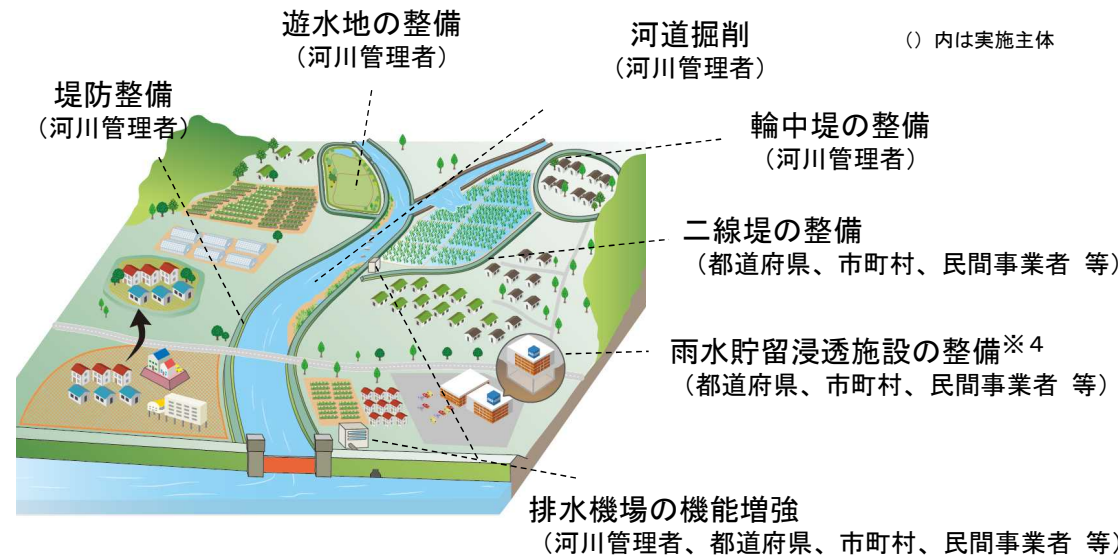 遊水地の整備
（河川管理者）
河道掘削
（河川管理者）
（）内は実施主体
堤防整備
（河川管理者）
輪中堤の整備
（河川管理者）
二線堤の整備
（都道府県、市町村、民間事業者 等）
雨水貯留浸透施設の整備※４
（都道府県、市町村、民間事業者 等）
排水機場の機能増強
（河川管理者、都道府県、市町村、民間事業者 等）